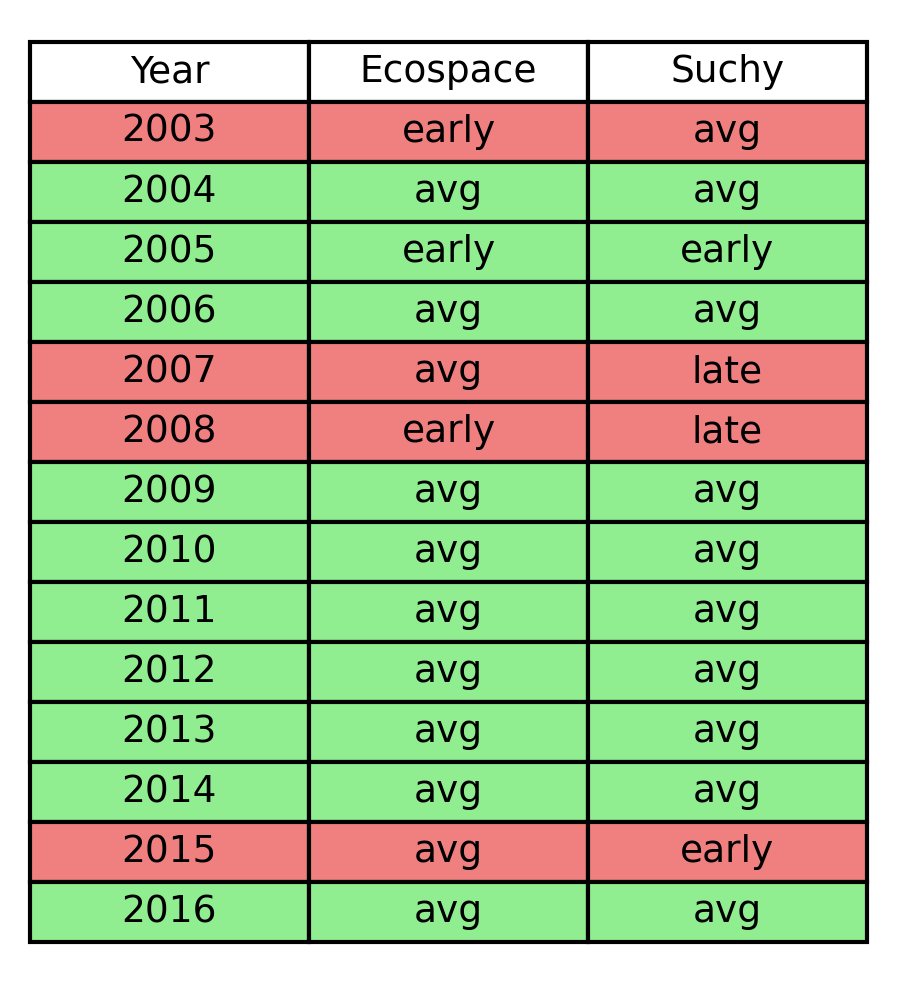 Year Ecospace Suchy
2003 early avg
2004 avg avg
2005 early early
2006 avg avg
2007 avg late
2008 early late
2009 avg avg
2010 avg avg
2011 avg avg
2012 avg avg
2013 avg avg
2014 avg avg
2015 avg early
2016 avg avg